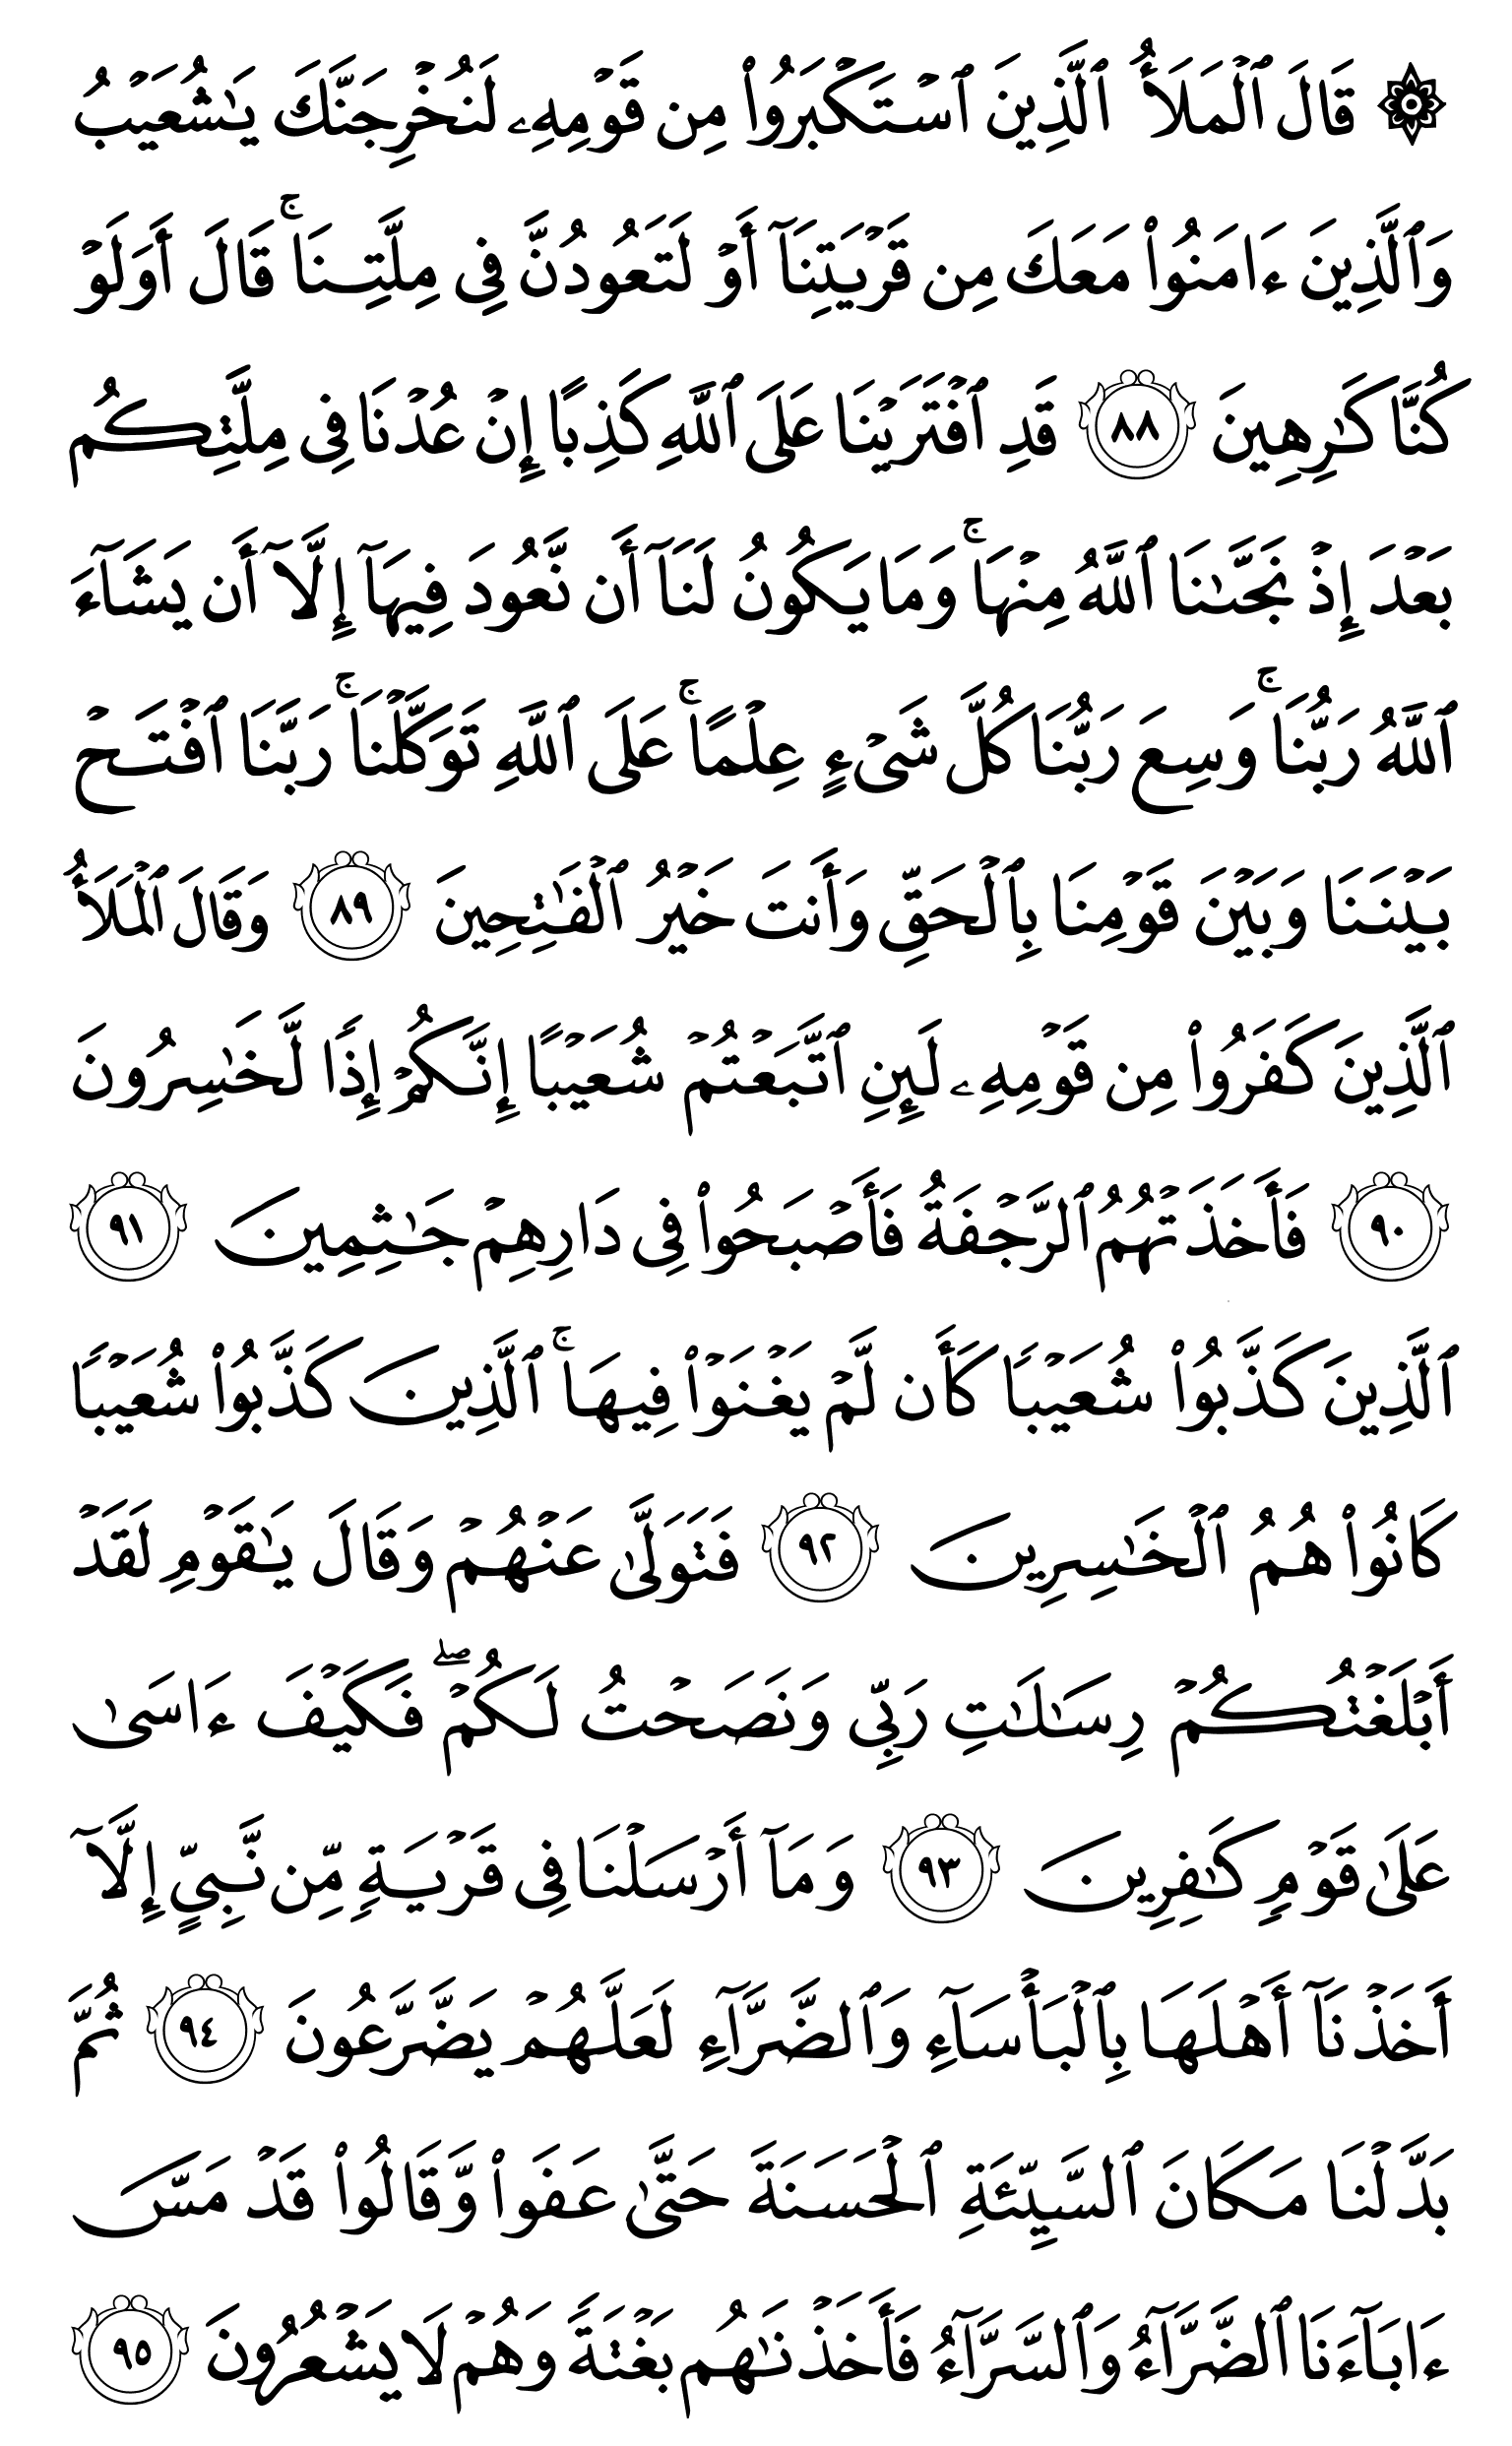 ۞ قَالَ ٱلۡمَلَأُ ٱلَّذِينَ ٱسۡتَكۡبَرُواْ مِن قَوۡمِهِۦ لَنُخۡرِجَنَّكَ يَـٰشُعَيۡبُ
وَٱلَّذِينَ ءَامَنُواْ مَعَكَ مِن قَرۡيَتِنَآ أَوۡ لَتَعُودُنَّ فِي مِلَّتِنَاۚ قَالَ أَوَلَوۡ
كُنَّا كَـٰرِهِينَ ٨٨ قَدِ ٱفۡتَرَيۡنَا عَلَى ٱللَّهِ كَذِبًا إِنۡ عُدۡنَا فِي مِلَّتِكُم
بَعۡدَ إِذۡ نَجَّىٰنَا ٱللَّهُ مِنۡهَاۚ وَمَا يَكُونُ لَنَآ أَن نَّعُودَ فِيهَآ إِلَّآ أَن يَشَآءَ
ٱللَّهُ رَبُّنَاۚ وَسِعَ رَبُّنَا كُلَّ شَيۡءٍ عِلۡمًاۚ عَلَى ٱللَّهِ تَوَكَّلۡنَاۚ رَبَّنَا ٱفۡتَحۡ
بَيۡنَنَا وَبَيۡنَ قَوۡمِنَا بِٱلۡحَقِّ وَأَنتَ خَيۡرُ ٱلۡفَـٰتِحِينَ ٨٩ وَقَالَ ٱلۡمَلَأُ
ٱلَّذِينَ كَفَرُواْ مِن قَوۡمِهِۦ لَئِنِ ٱتَّبَعۡتُمۡ شُعَيۡبًا إِنَّكُمۡ إِذًا لَّخَـٰسِرُونَ
٩٠ فَأَخَذَتۡهُمُ ٱلرَّجۡفَةُ فَأَصۡبَحُواْ فِي دَارِهِمۡ جَـٰثِمِينَ ٩١
ٱلَّذِينَ كَذَّبُواْ شُعَيۡبًا كَأَن لَّمۡ يَغۡنَوۡاْ فِيهَاۚ ٱلَّذِينَ كَذَّبُواْ شُعَيۡبًا
كَانُواْ هُمُ ٱلۡخَـٰسِرِينَ ٩٢ فَتَوَلَّىٰ عَنۡهُمۡ وَقَالَ يَـٰقَوۡمِ لَقَدۡ
أَبۡلَغۡتُكُمۡ رِسَـٰلَـٰتِ رَبِّي وَنَصَحۡتُ لَكُمۡۖ فَكَيۡفَ ءَاسَىٰ
عَلَىٰ قَوۡمٍ كَـٰفِرِينَ ٩٣ وَمَآ أَرۡسَلۡنَا فِي قَرۡيَةٍ مِّن نَّبِيٍّ إِلَّآ
أَخَذۡنَآ أَهۡلَهَا بِٱلۡبَأۡسَآءِ وَٱلضَّرَّآءِ لَعَلَّهُمۡ يَضَّرَّعُونَ ٩٤ ثُمَّ
بَدَّلۡنَا مَكَانَ ٱلسَّيِّئَةِ ٱلۡحَسَنَةَ حَتَّىٰ عَفَواْ وَّقَالُواْ قَدۡ مَسَّ
ءَابَآءَنَا ٱلضَّرَّآءُ وَٱلسَّرَّآءُ فَأَخَذۡنَـٰهُم بَغۡتَةً وَهُمۡ لَا يَشۡعُرُونَ ٩٥